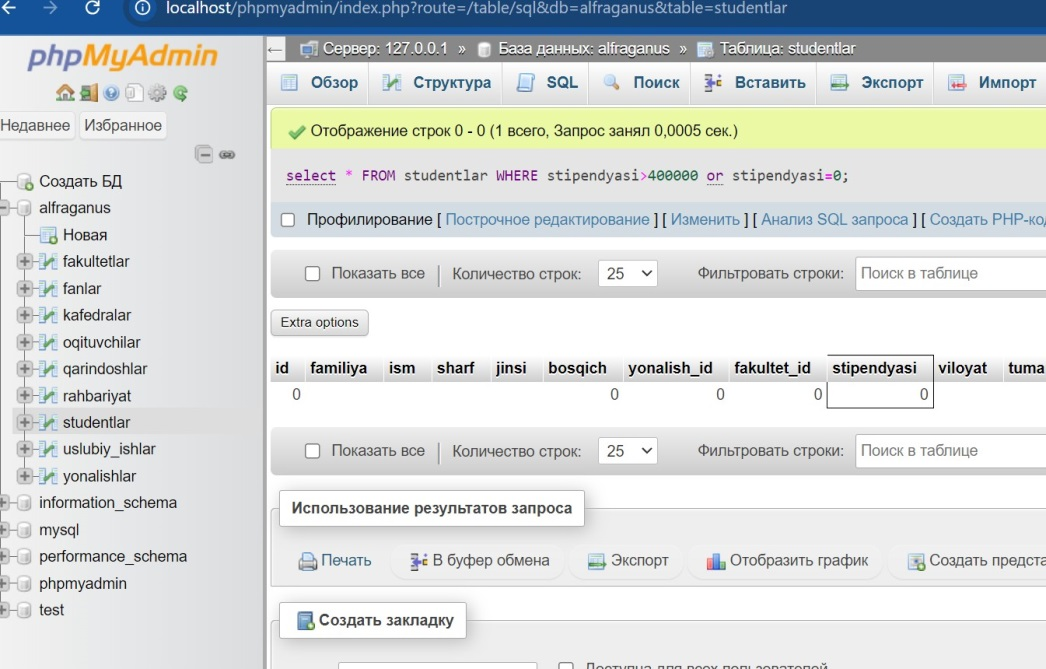 localhost/phpmyadmin/index.php?route=/table/sql&db=alfraganus&table=studentlar
phpMyAdmin
Недавнее Избранное
Создать БД
alfraganus
Новая
fakultetlar
fanlar
kafedralar
oqituvchilar
qarindoshlar
rahbariyat
studentlar
uslubiy_ishlar
yonalishlar
information_schema
mysql
performance_schema
phpmyadmin
test
Сервер: 127.0.0.1 » База данных: alfraganus » Таблица: studentlar
Обзор Структура SQL Поиск Вставить Экспорт Импорт
Отображение строк 0 - 0 (1 всего, Запрос занял 0,0005 сек.)
select * FROM studentlar WHERE stipendyasi>400000 or stipendyasi=0;
Профилирование [ Построчное редактирование ] [ Изменить ] [ Анализ SQL запроса ] [ Создать PHP-ко
Показать все Количество строк: 25 Фильтровать строки: Поиск в таблице
Extra options
id familiya ism sharf jinsi bosqich yonalish_id fakultet_id stipendyasi viloyat tuma
0 0 0 0 0
Показать все Количество строк: 25 Фильтровать строки: Поиск в таблице
Использование результатов запроса
Печать В буфер обмена Экспорт Отобразить график Создать предста
Создать закладку
Доступна для всех пользователей